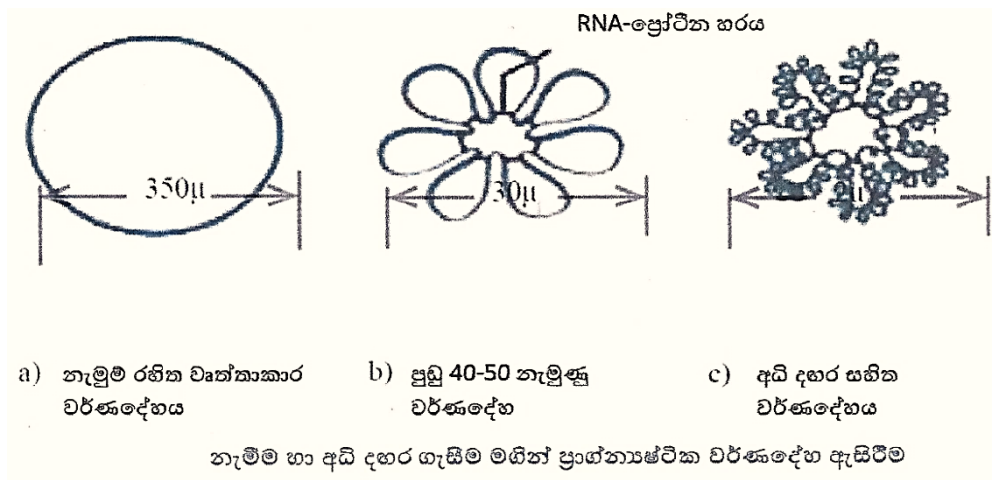 RNA-ප්‍රෝටීන හරය
350µ
30µ
2µ
a) නැමුම් රහිත වෘත්තාකාර
වර්ණදේහය
b) පුඩු 40-50 නැමුණු
වර්ණදේහ
c) අධි දඟර සහිත
වර්ණදේහය
නැමීම හා අධි දඟර ගැසීම මගින් ප්‍රාග්න්‍යෂ්ටික වර්ණදේහ ඇසිරීම